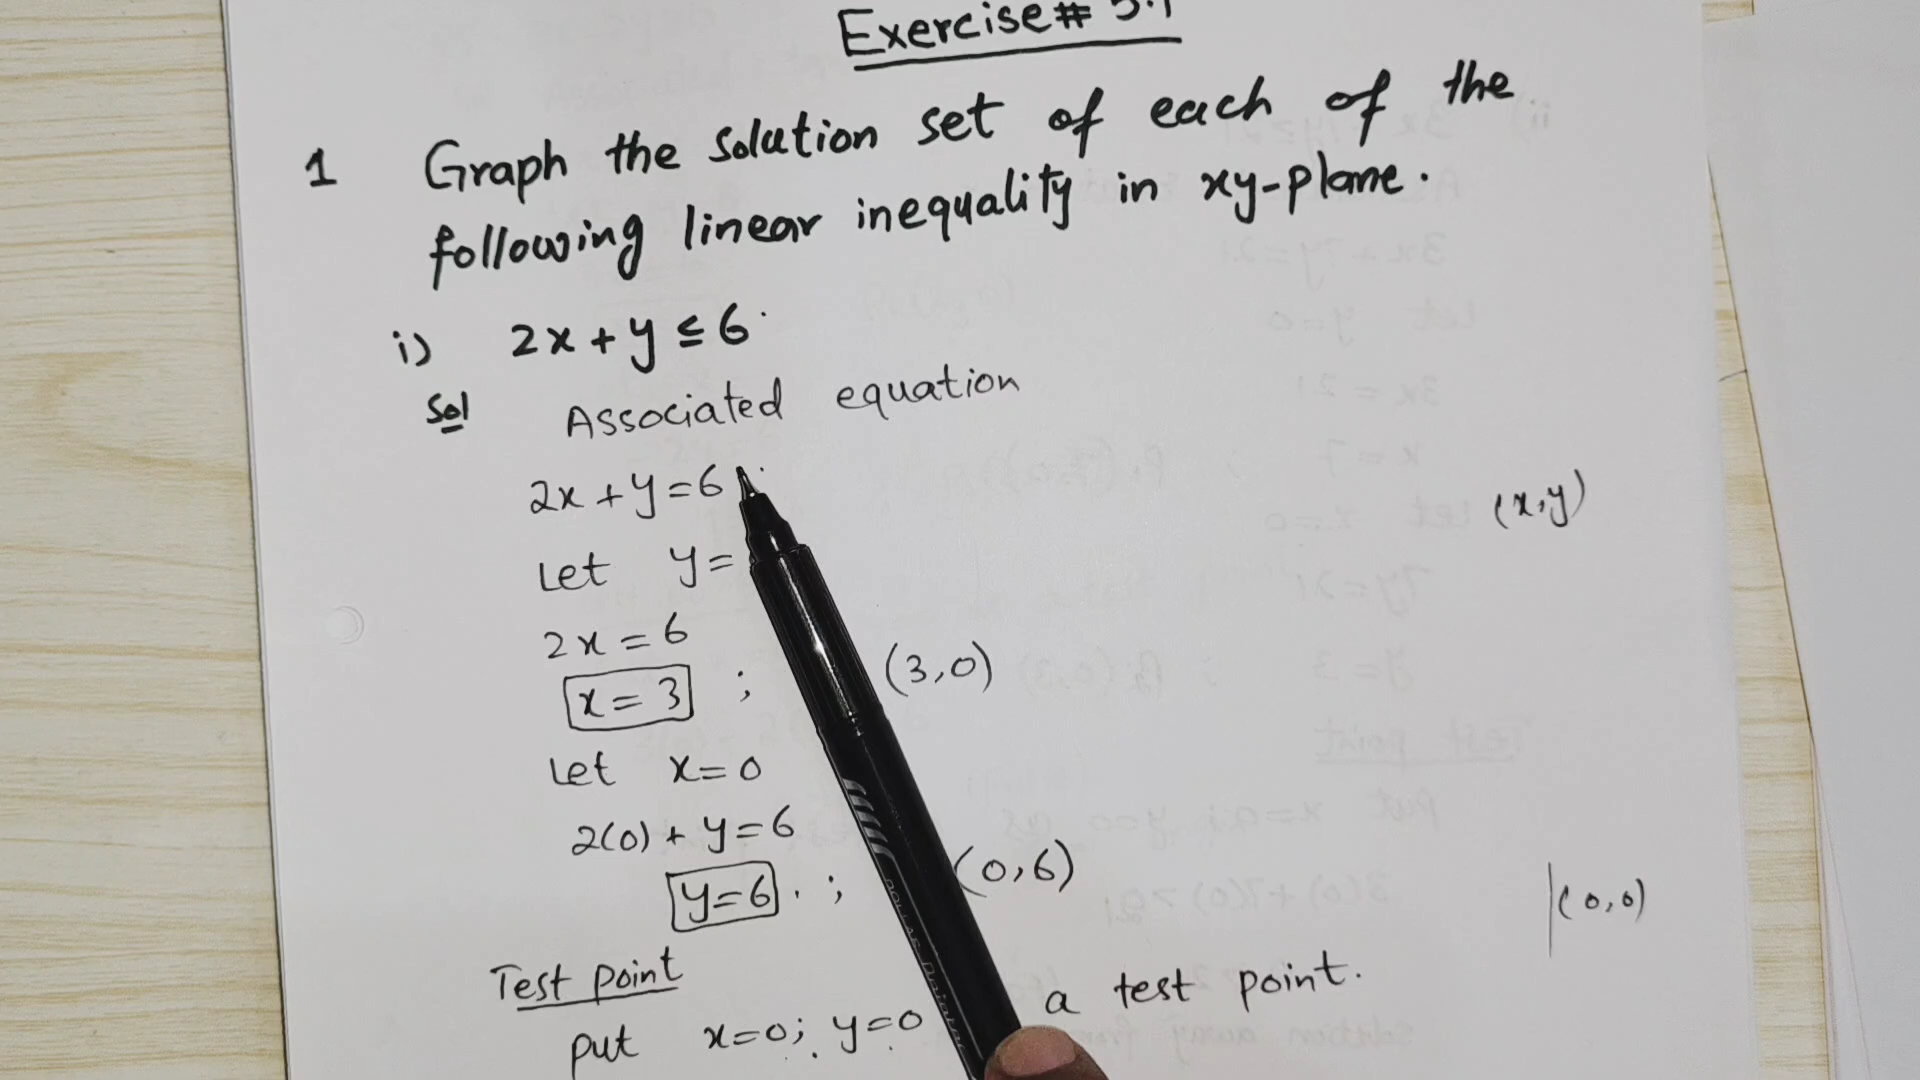 Exercise# 5.1
1 Graph the solution set of each of the
following linear inequality in xy-plane.
i) 2x + y ≤ 6.
Sol Associated equation
2x + y = 6
(x,y)
Let y =
2x = 6
x = 3 ; (3,0)
Let x = 0
2(0) + y = 6
y = 6 . ; (0,6)
(0,0)
Test point
put x=0; y=0 a test point.